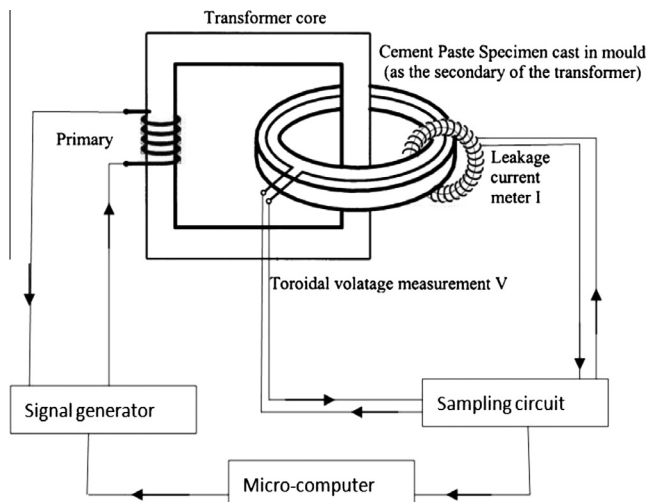 Transformer core
Cement Paste Specimen cast in mould
(as the secondary of the transformer)
Primary
Leakage
current
meter I
Toroidal volatage measurement V
Signal generator
Sampling circuit
Micro-computer